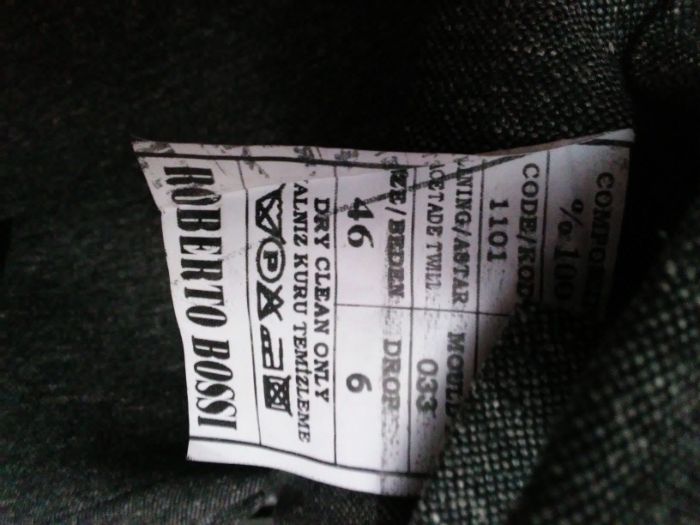 % 100
CODE/KOD
1101 MOULD
LINING/ASTAR 033
ACETADE TWILL
ZE/BEDEN DROP
46 6
DRY CLEAN ONLY
ALNIZ KURU TEMİZLEME
P
ROBERTO BOSSI